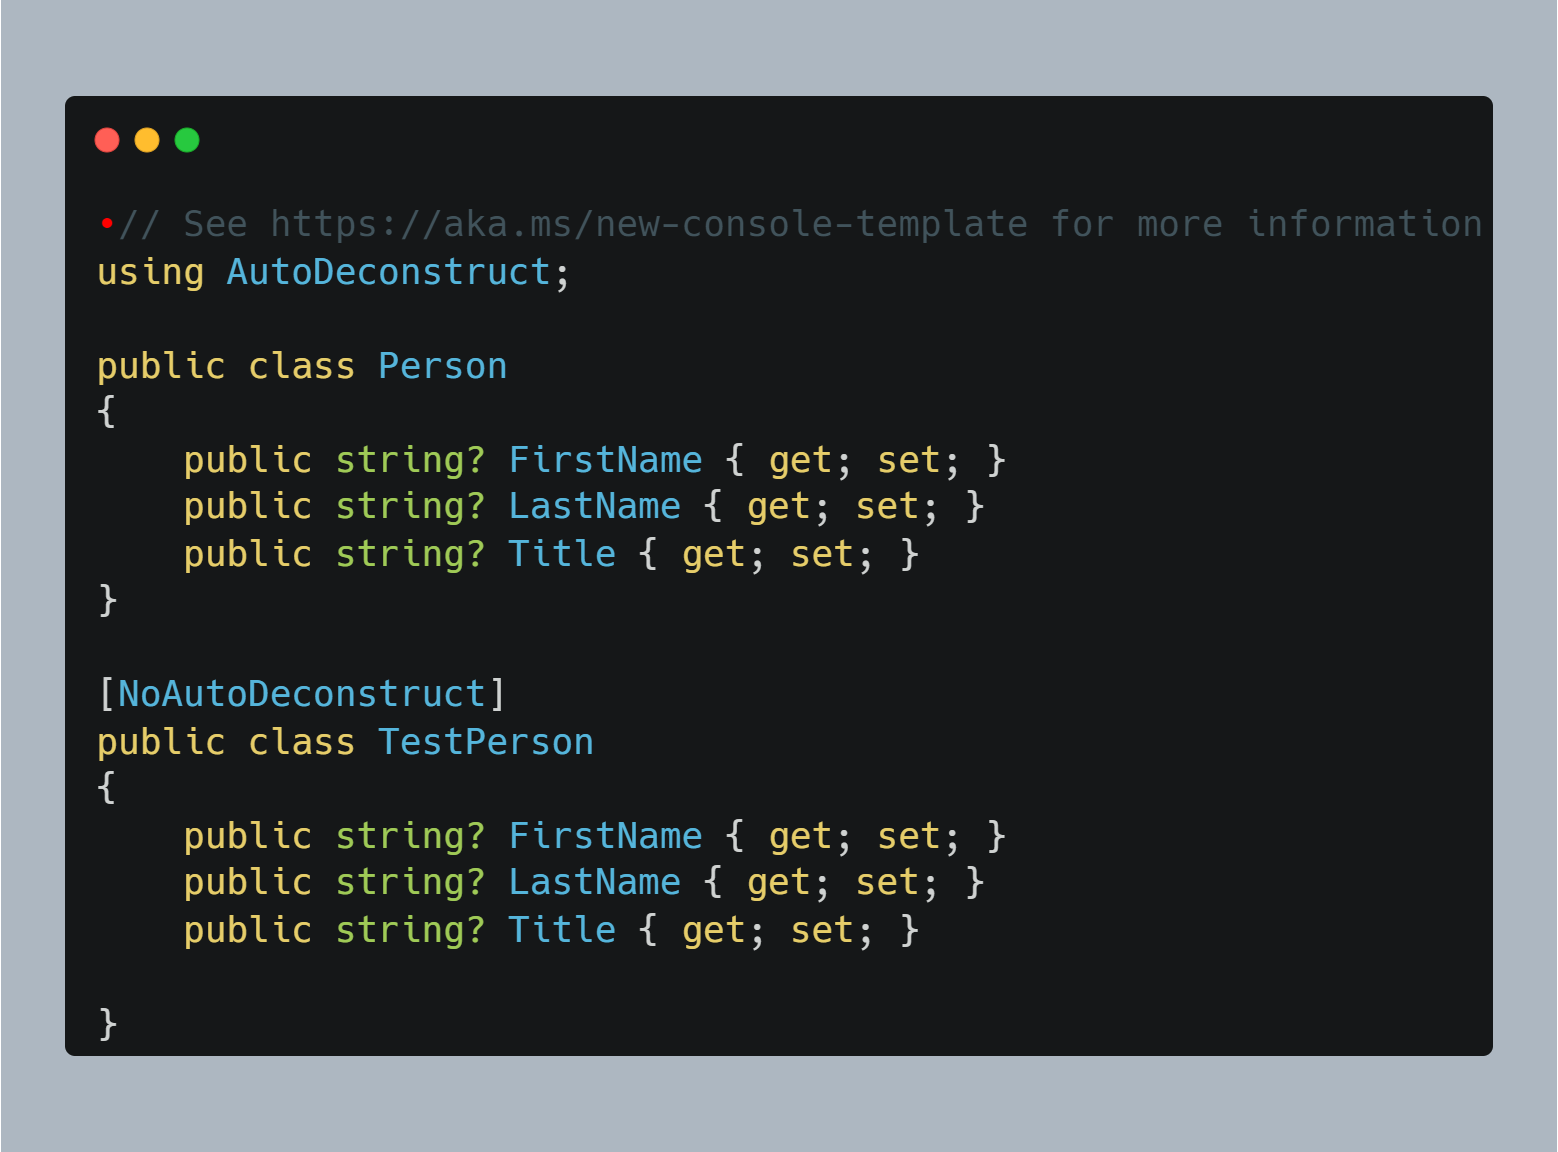 •// See https://aka.ms/new-console-template for more information
using AutoDeconstruct;

public class Person
{
    public string? FirstName { get; set; }
    public string? LastName { get; set; }
    public string? Title { get; set; }
}

[NoAutoDeconstruct]
public class TestPerson
{
    public string? FirstName { get; set; }
    public string? LastName { get; set; }
    public string? Title { get; set; }

}